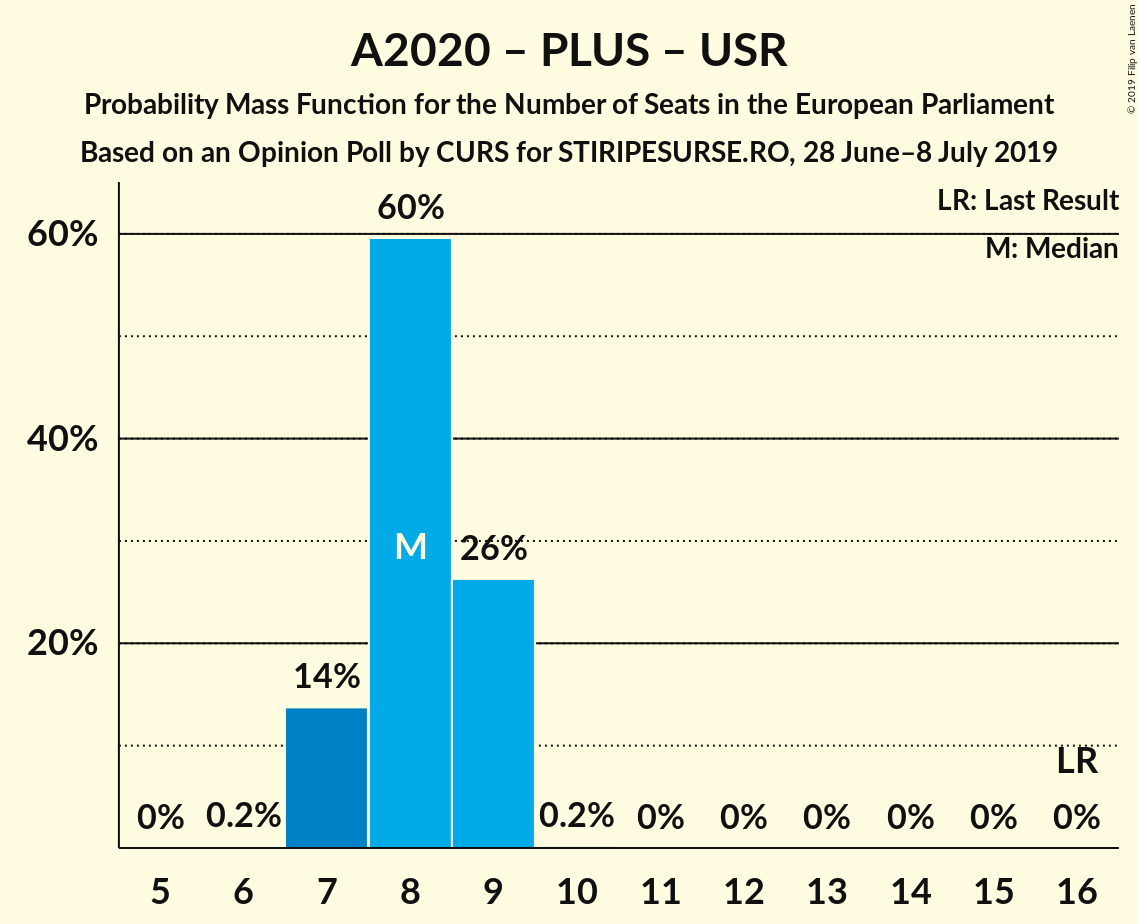 A2020 – PLUS – USR
Probability Mass Function for the Number of Seats in the European Parliament
Based on an Opinion Poll by CURS for STIRIPESURSE.RO, 28 June–8 July 2019
© 2019 Filip van Laenen
LR: Last Result
M: Median
60%
40%
20%
0%
0.2%
14%
60%
M
26%
0.2%
0%
0%
0%
0%
0%
LR
0%
5 6 7 8 9 10 11 12 13 14 15 16